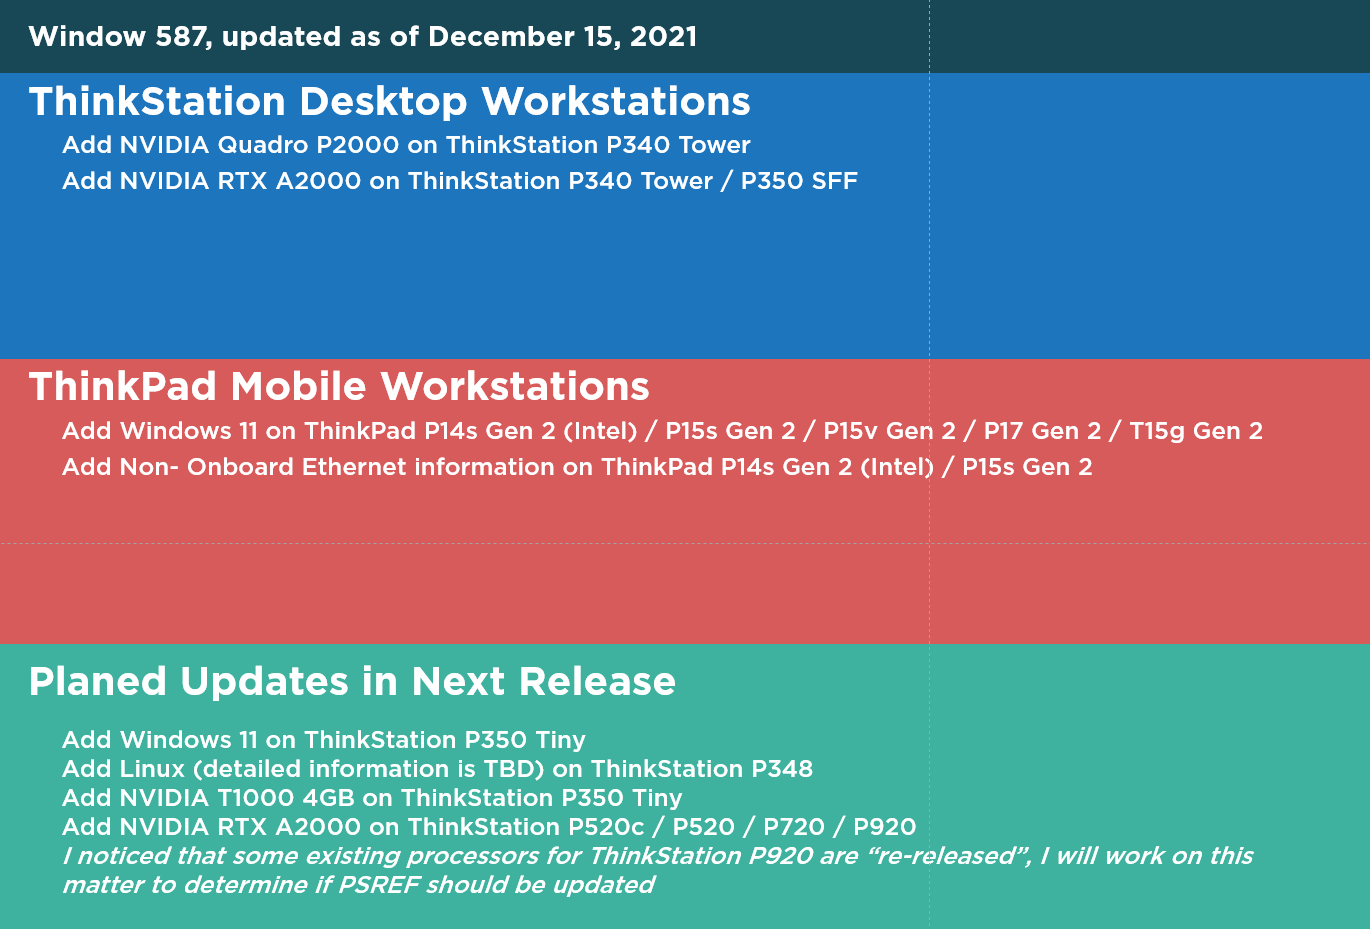 Window 587, updated as of December 15, 2021
ThinkStation Desktop Workstations
Add NVIDIA Quadro P2000 on ThinkStation P340 Tower
Add NVIDIA RTX A2000 on ThinkStation P340 Tower / P350 SFF
ThinkPad Mobile Workstations
Add Windows 11 on ThinkPad P14s Gen 2 (Intel) / P15s Gen 2 / P15v Gen 2 / P17 Gen 2 / T15g Gen 2
Add Non- Onboard Ethernet information on ThinkPad P14s Gen 2 (Intel) / P15s Gen 2
Planed Updates in Next Release
Add Windows 11 on ThinkStation P350 Tiny
Add Linux (detailed information is TBD) on ThinkStation P348
Add NVIDIA T1000 4GB on ThinkStation P350 Tiny
Add NVIDIA RTX A2000 on ThinkStation P520c / P520 / P720 / P920
I noticed that some existing processors for ThinkStation P920 are “re-released”, I will work on this
matter to determine if PSREF should be updated